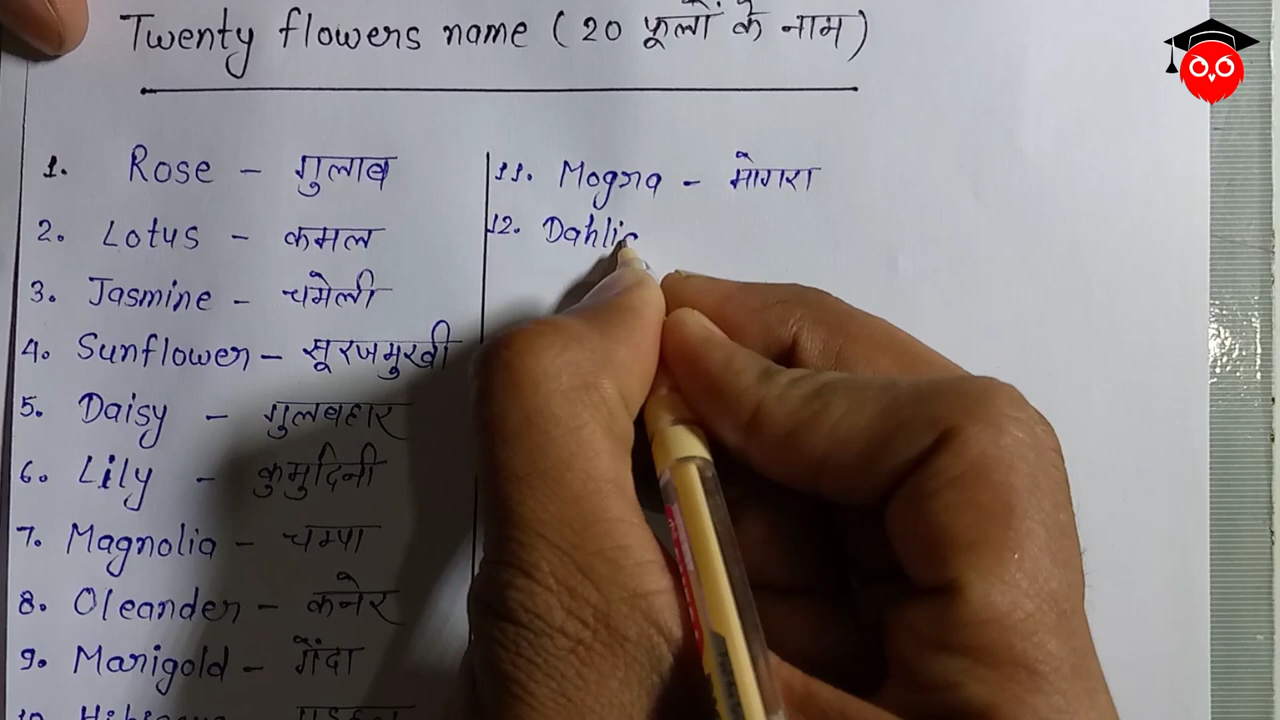 Twenty flowers name (20 फूलों के नाम)
1. Rose - गुलाब
2. Lotus - कमल
3. Jasmine - चमेली
4. Sunflower - सूरजमुखी
5. Daisy - गुलबहार
6. Lily - कुमुदिनी
7. Magnolia - चम्पा
8. Oleander - कनेर
9. Marigold - गेंदा
10.
11. Mogra - मोगरा
12. Dahlia